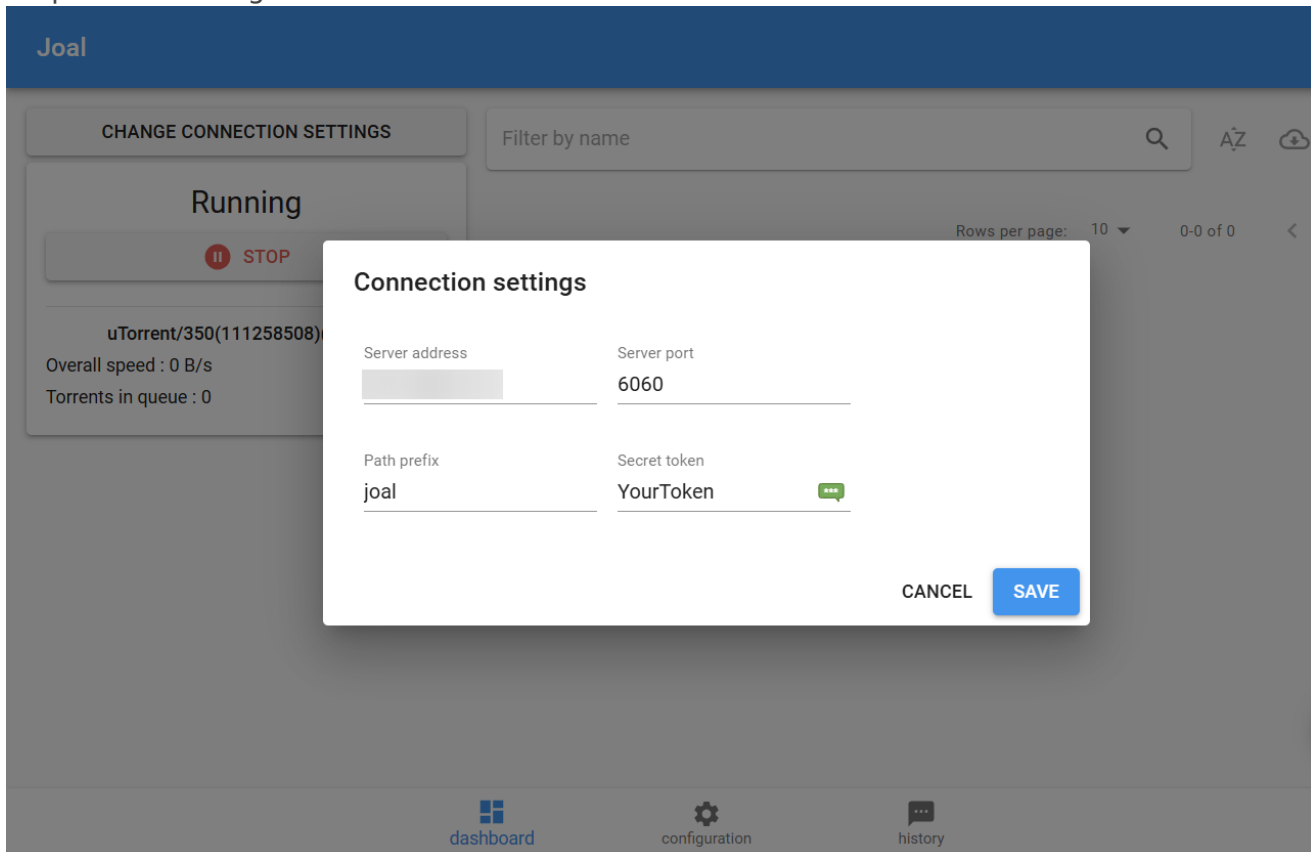 Joal
CHANGE CONNECTION SETTINGS
Filter by name
AZ
Running
Rows per page: 10 0-0 of 0
STOP
Connection settings
uTorrent/350(111258508)
Overall speed : 0 B/s
Torrents in queue : 0
Server address
Server port
6060
Path prefix
Secret token
joal
YourToken
***
CANCEL
SAVE
dashboard
configuration
history